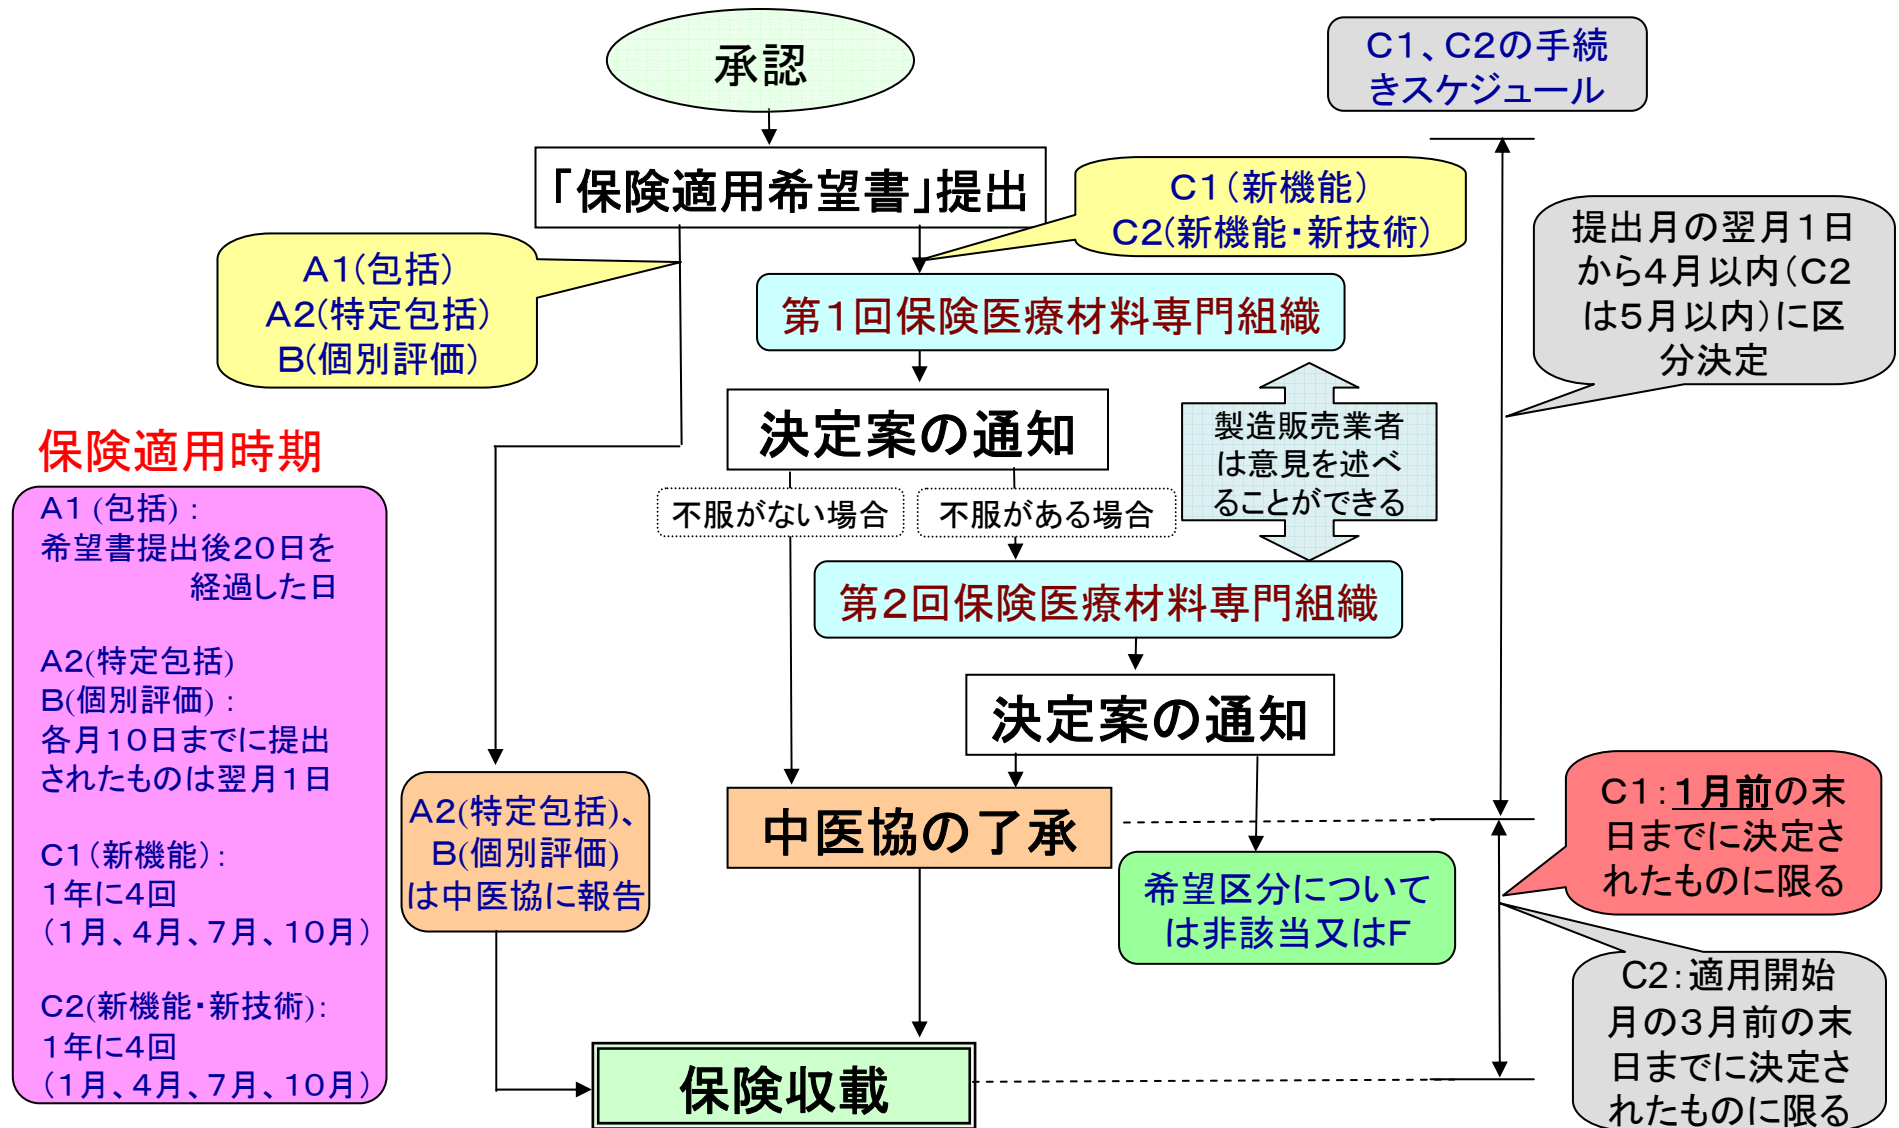 承認
C1、C2の手続
きスケジュール
「保険適用希望書」提出
C1(新機能)
C2(新機能・新技術)
A1(包括)
A2(特定包括)
B(個別評価)
提出月の翌月1日
から4月以内(C2
は5月以内)に区
分決定
第1回保険医療材料専門組織
決定案の通知
製造販売業者
は意見を述べ
ることができる
不服がない場合
不服がある場合
第2回保険医療材料専門組織
決定案の通知
保険適用時期
A1(包括):
希望書提出後20日を
経過した日
A2(特定包括)
B(個別評価):
各月10日までに提出
されたものは翌月1日
C1(新機能):
1年に4回
(1月、4月、7月、10月)
C2(新機能・新技術):
1年に4回
(1月、4月、7月、10月)
A2(特定包括)、
B(個別評価)
は中医協に報告
中医協の了承
希望区分について
は非該当又はF
C1:1月前の末
日までに決定さ
れたものに限る
C2:適用開始
月の3月前の末
日までに決定さ
れたものに限る
保険収載